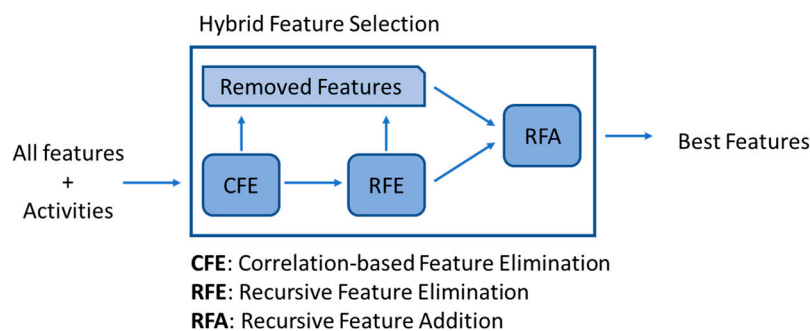 Hybrid Feature Selection
Removed Features
All features
+
Activities
CFE
RFE
RFA
Best Features
CFE: Correlation-based Feature Elimination
RFE: Recursive Feature Elimination
RFA: Recursive Feature Addition